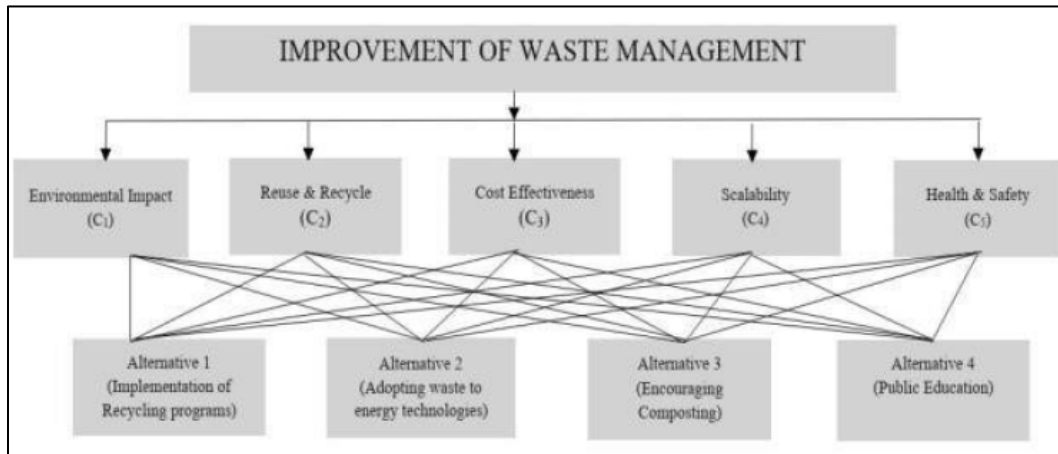 IMPROVEMENT OF WASTE MANAGEMENT
Environmental Impact
(C₁)
Reuse & Recycle
(C₂)
Cost Effectiveness
(C₃)
Scalability
(C₄)
Health & Safety
(C₅)
Alternative 1
(Implementation of
Recycling programs)
Alternative 2
(Adopting waste to
energy technologies)
Alternative 3
(Encouraging
Composting)
Alternative 4
(Public Education)